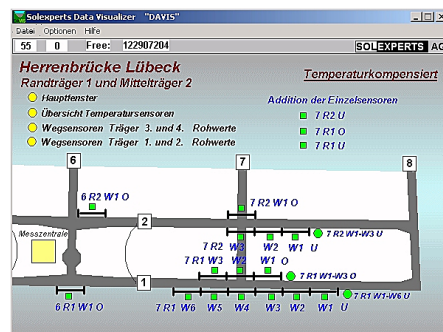 Solexperts Data Visualizer "DAVIS"
Datei Optionen Hilfe
55 0 Free: 122907204 SOLEXPERTS AG
Herrenbrücke Lübeck
Randträger 1 und Mittelträger 2
Temperaturkompensiert
Hauptfenster
Übersicht Temperatursensoren
Wegsensoren Träger 3. und 4. Rohwerte
Wegsensoren Träger 1. und 2. Rohwerte
Addition der Einzelsensoren
7 R2 U
7 R1 O
7 R1 U
6 7 8
6 R2 W1 O
7 R2 W1 O
2
Messzentrale
7 R2 W3 W2 W1 U
7 R2 W1-W3 U
7 R1 W3 W2 W1 O
7 R1 W1-W3 O
1
6 R1 W1 O
7 R1 W6 W5 W4 W3 W2 W1 U
7 R1 W1-W6 U